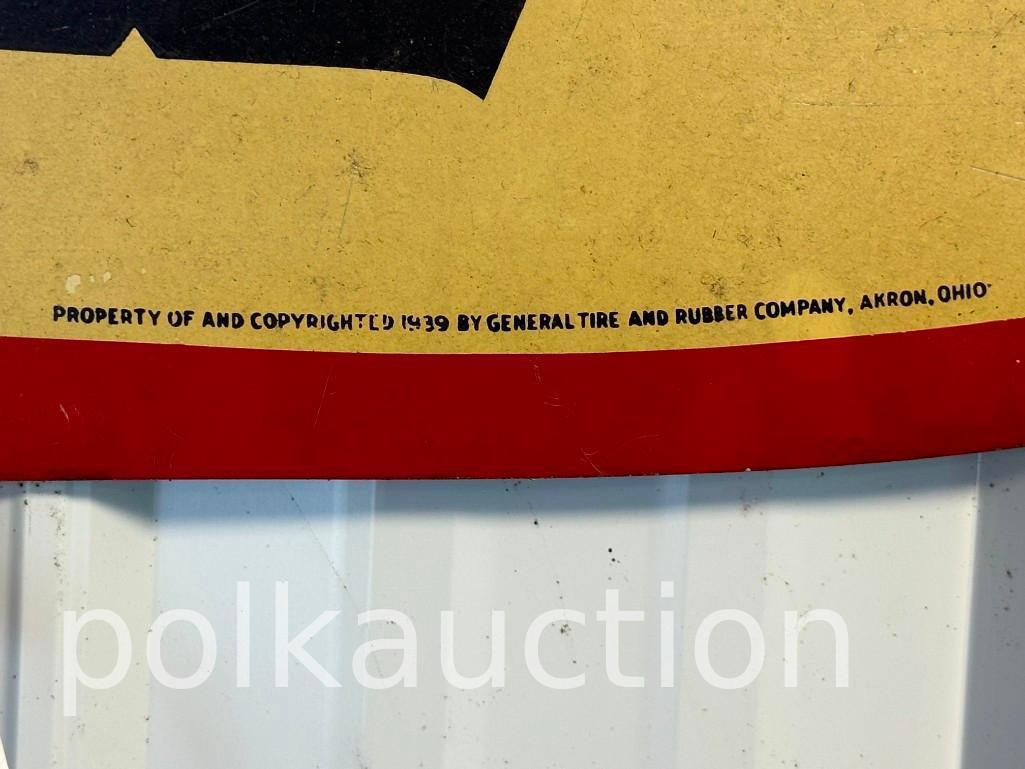 PROPERTY OF AND COPYRIGHTED 1939 BY GENERAL TIRE AND RUBBER COMPANY, AKRON, OHIO
polkauction